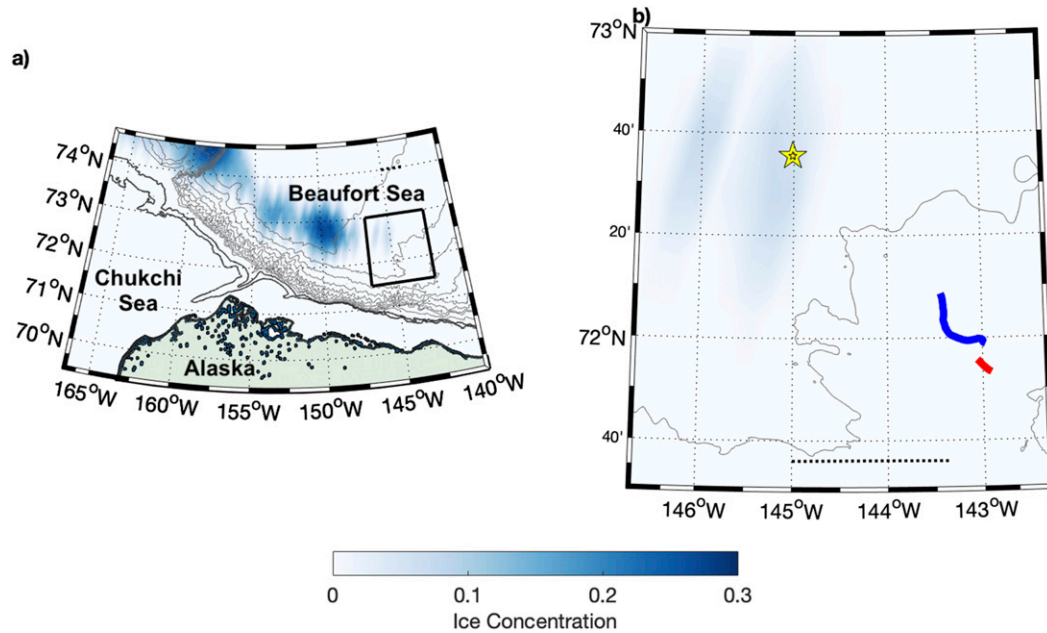 a)
74°N
73°N
72°N
71°N
70°N
Beaufort Sea
Chukchi
Sea
Alaska
165°W
160°W
155°W
150°W
145°W
140°W
b)
73°N
40'
20'
72°N
40'
146°W
145°W
144°W
143°W
0
0.1
0.2
0.3
Ice Concentration